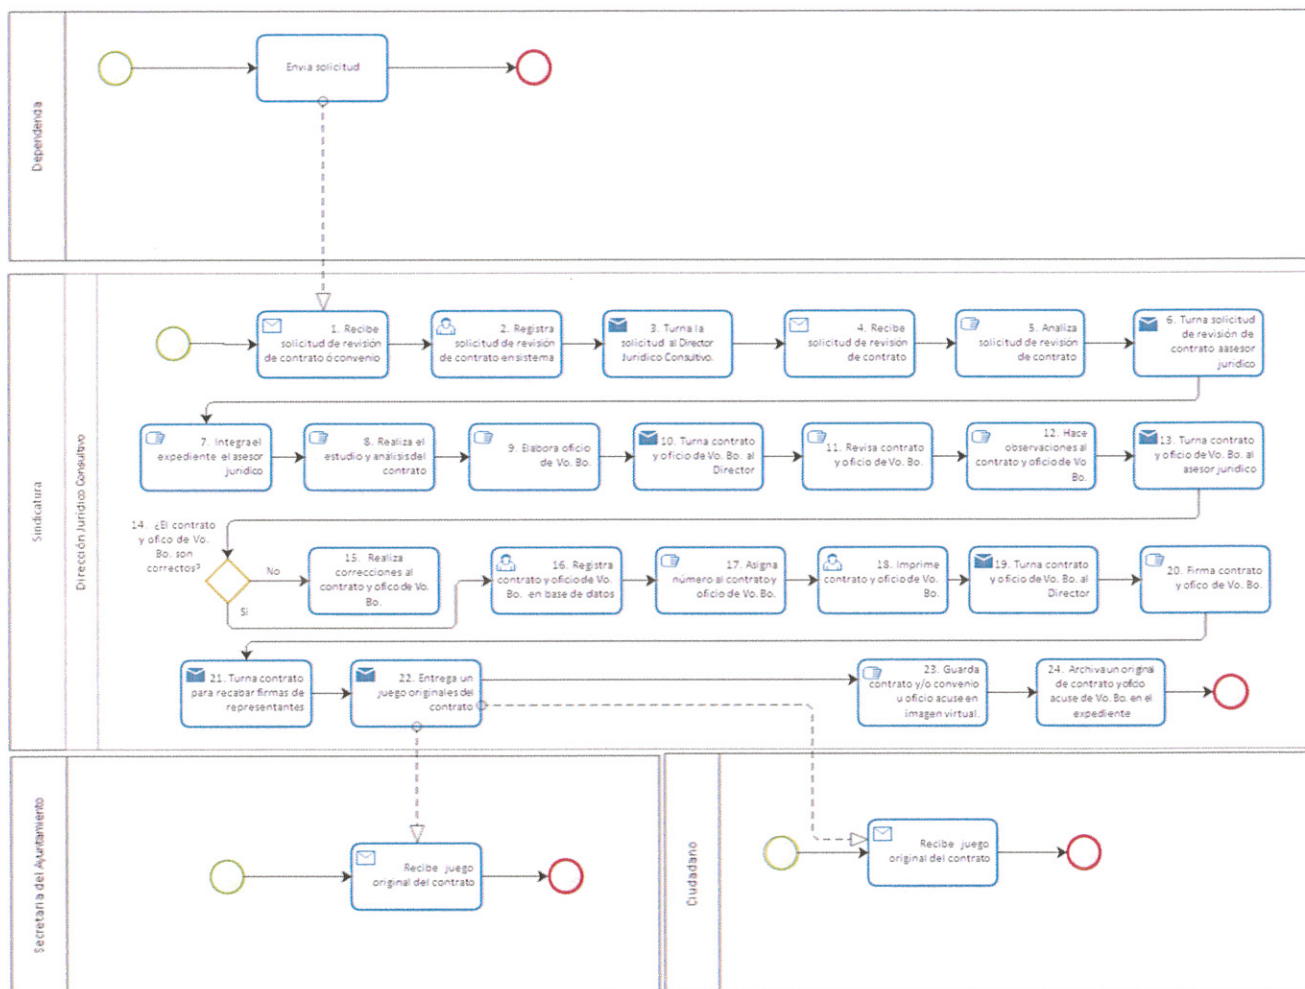 Dependencia
Envia solicitud
Sindicatura
Dirección Jurídico Consultivo
1. Recibe
solicitud de revisión
de contrato ó convenio
2. Registra
solicitud de revisión
de contrato en sistema
3. Turna la
solicitud al Director
Jurídico Consultivo.
4. Recibe
solicitud de revisión
de contrato
5. Analiza
solicitud de revisión
de contrato
6. Turna solicitud
de revisión de
contrato a asesor
jurídico
7. Integra el
expediente el asesor
jurídico
8. Realiza el
estudio y analisis del
contrato
9. Elabora oficio
de Vo. Bo.
10. Turna contrato
y oficio de Vo. Bo. al
Director
11. Revisa contrato
y oficio de Vo. Bo.
12. Hace
observaciones al
contrato y oficio de Vo
Bo.
13. Turna contrato
y oficio de Vo. Bo. al
asesor jurídico
14. ¿El contrato
y ofico de Vo.
Bo. son
correctos?
No
Si
15. Realiza
correcciones al
contrato y ofico de Vo.
Bo.
16. Registra
contrato y oficio de Vo.
Bo. en base de datos
17. Asigna
número al contrato y
oficio de Vo. Bo.
18. Imprime
contrato y oficio de Vo.
Bo.
19. Turna contrato
y oficio de Vo. Bo. al
Director
20. Firma contrato
y ofico de Vo. Bo.
21. Turna contrato
para recabar firmas de
representantes
22. Entrega un
juego originales del
contrato
23. Guarda
contrato y/o convenio
u oficio acuse en
imagen virtual.
24. Archiva un original
de contrato y oficio
acuse de Vo. Bo. en el
expediente
Secretaria del Ayuntamiento
Recibe juego
original del contrato
Ciudadano
Recibe juego
original del contrato